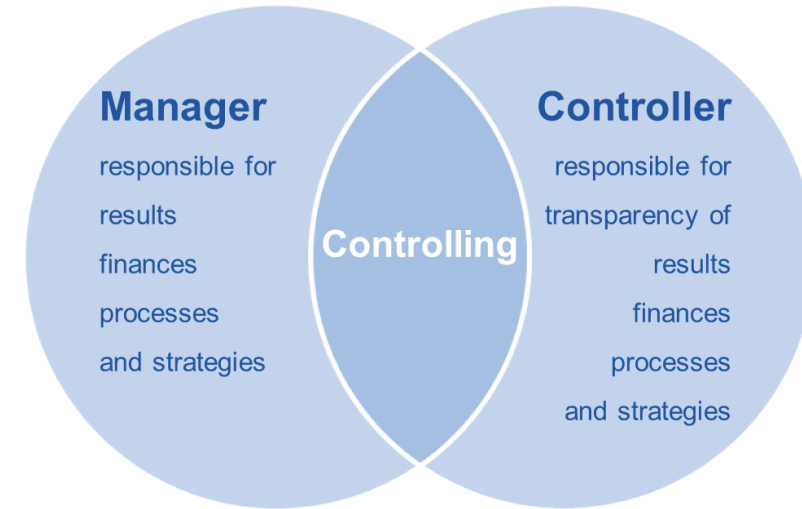 Manager
responsible for
results
finances
processes
and strategies
Controlling
Controller
responsible for
transparency of
results
finances
processes
and strategies